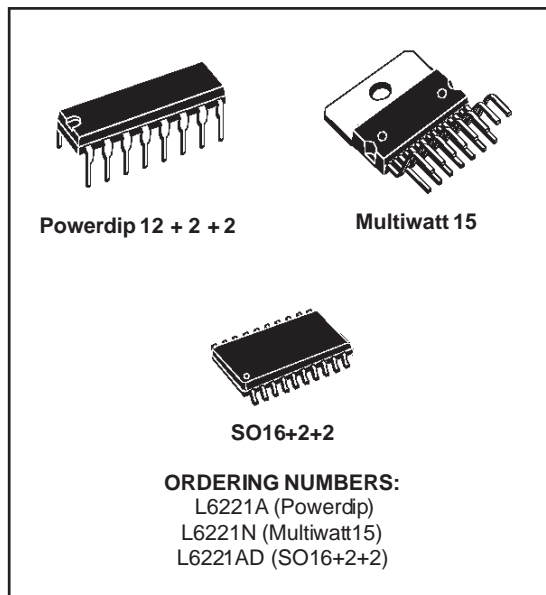 Powerdip 12 + 2 + 2
Multiwatt 15
SO16+2+2
ORDERING NUMBERS:
L6221A (Powerdip)
L6221N (Multiwatt15)
L6221AD (SO16+2+2)